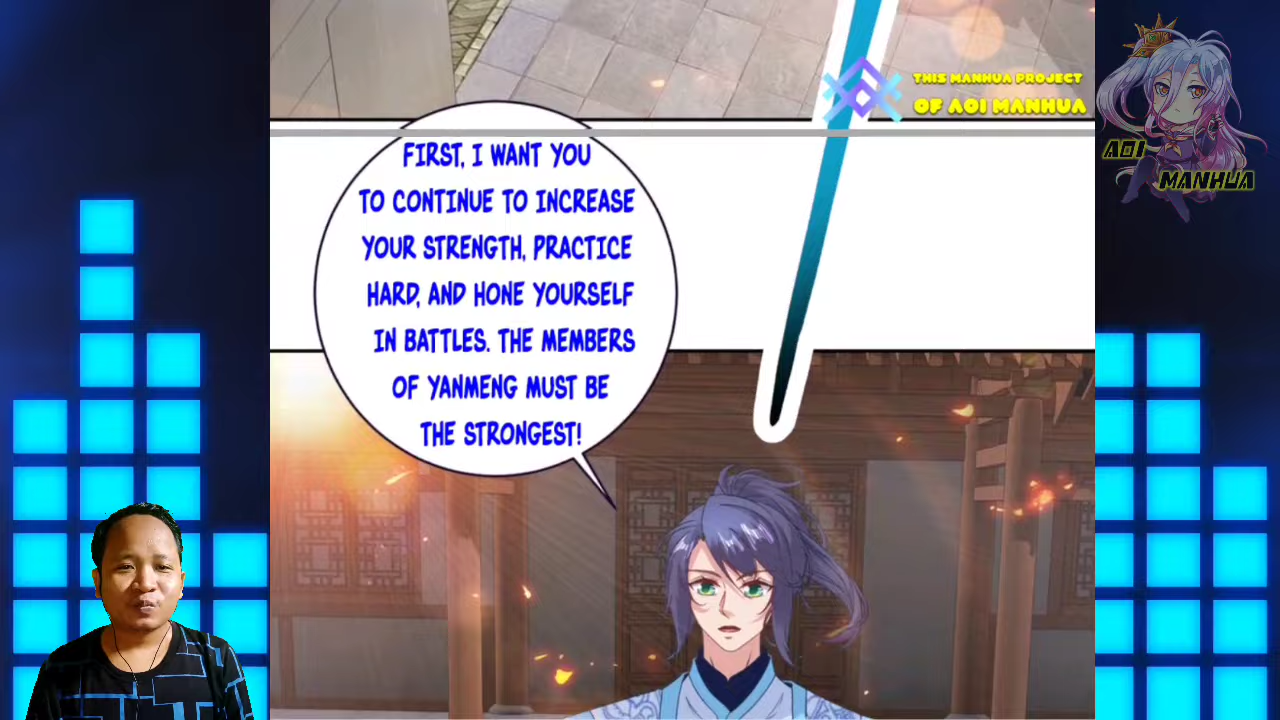 THIS MANHUA PROJECT
OF AOI MANHUA
AOI
MANHUA
FIRST, I WANT YOU
TO CONTINUE TO INCREASE
YOUR STRENGTH, PRACTICE
HARD, AND HONE YOURSELF
IN BATTLES. THE MEMBERS
OF YANMENG MUST BE
THE STRONGEST!